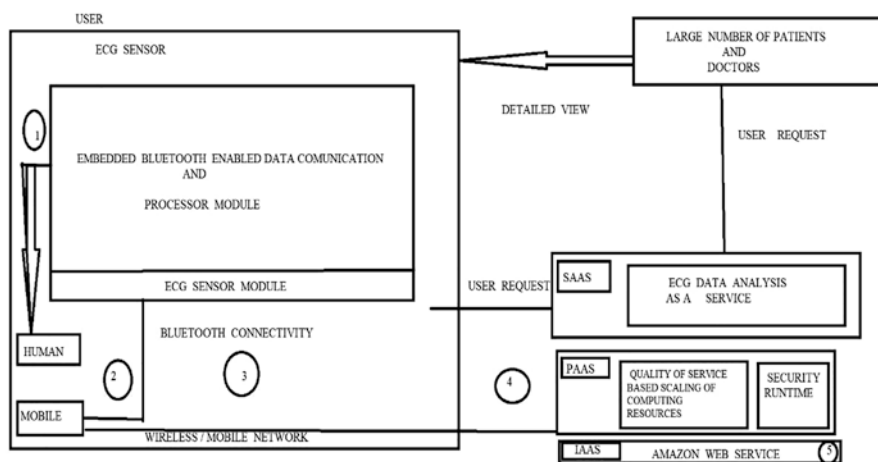 USER
ECG SENSOR
LARGE NUMBER OF PATIENTS
AND
DOCTORS
DETAILED VIEW
USER REQUEST
1
EMBEDDED BLUETOOTH ENABLED DATA COMUNICATION
AND
PROCESSOR MODULE
ECG SENSOR MODULE
USER REQUEST
SAAS
ECG DATA ANALYSIS
AS A SERVICE
BLUETOOTH CONNECTIVITY
HUMAN
2
3
4
PAAS
QUALITY OF SERVICE
BASED SCALING OF
COMPUTING
RESOURCES
SECURITY
RUNTIME
MOBILE
WIRELESS / MOBILE NETWORK
IAAS
AMAZON WEB SERVICE
5